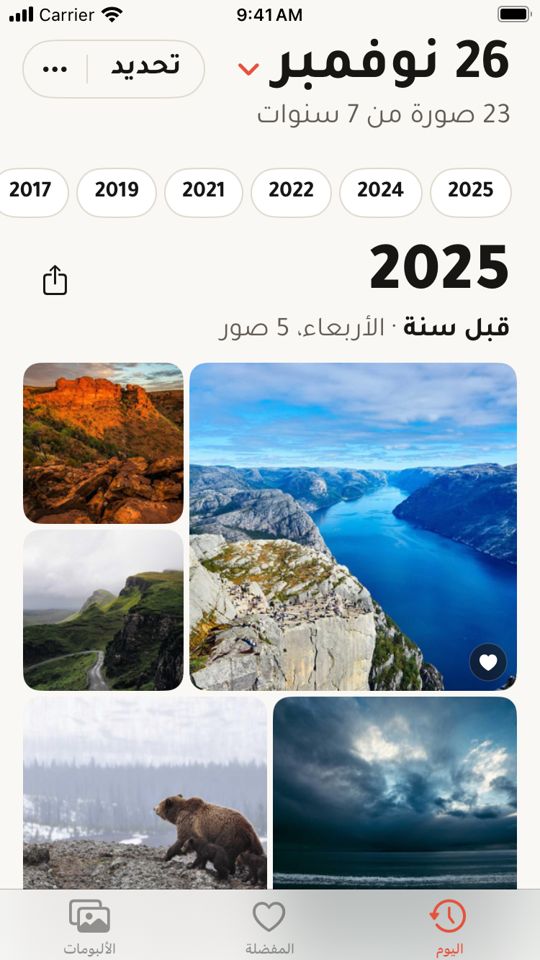 Carrier 9:41 AM
26 نوفمبر
تحديد
23 صورة من 7 سنوات
2025 2024 2022 2021 2019 2017
2025
قبل سنة · الأربعاء، 5 صور
اليوم المفضلة الألبومات